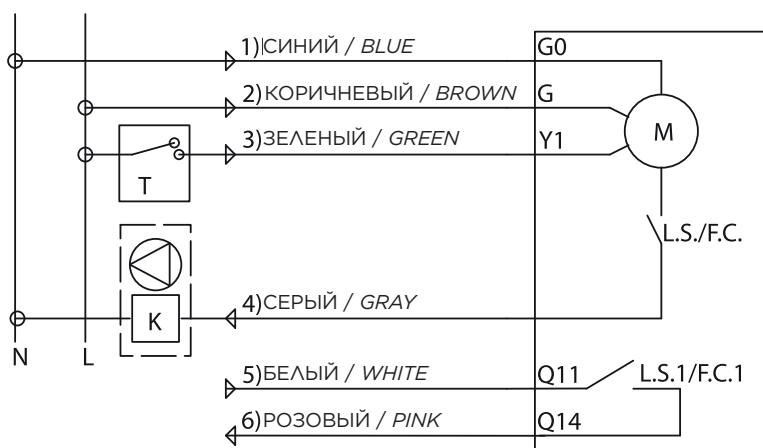 1) СИНИЙ / BLUE G0
2) КОРИЧНЕВЫЙ / BROWN G
M
3) ЗЕЛЕНЫЙ / GREEN Y1
T
L.S./F.C.
4) СЕРЫЙ / GRAY
K
N L
5) БЕЛЫЙ / WHITE Q11 L.S.1/F.C.1
6) РОЗОВЫЙ / PINK Q14